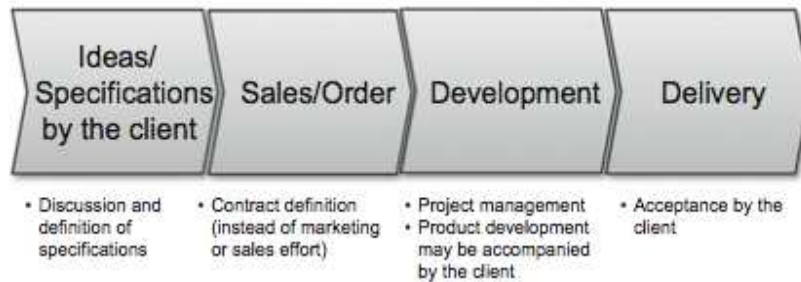 Ideas/
Specifications
by the client
Sales/Order
Development
Delivery
• Discussion and
definition of
specifications
• Contract definition
(instead of marketing
or sales effort)
• Project management
• Product development
may be accompanied
by the client
• Acceptance by the
client